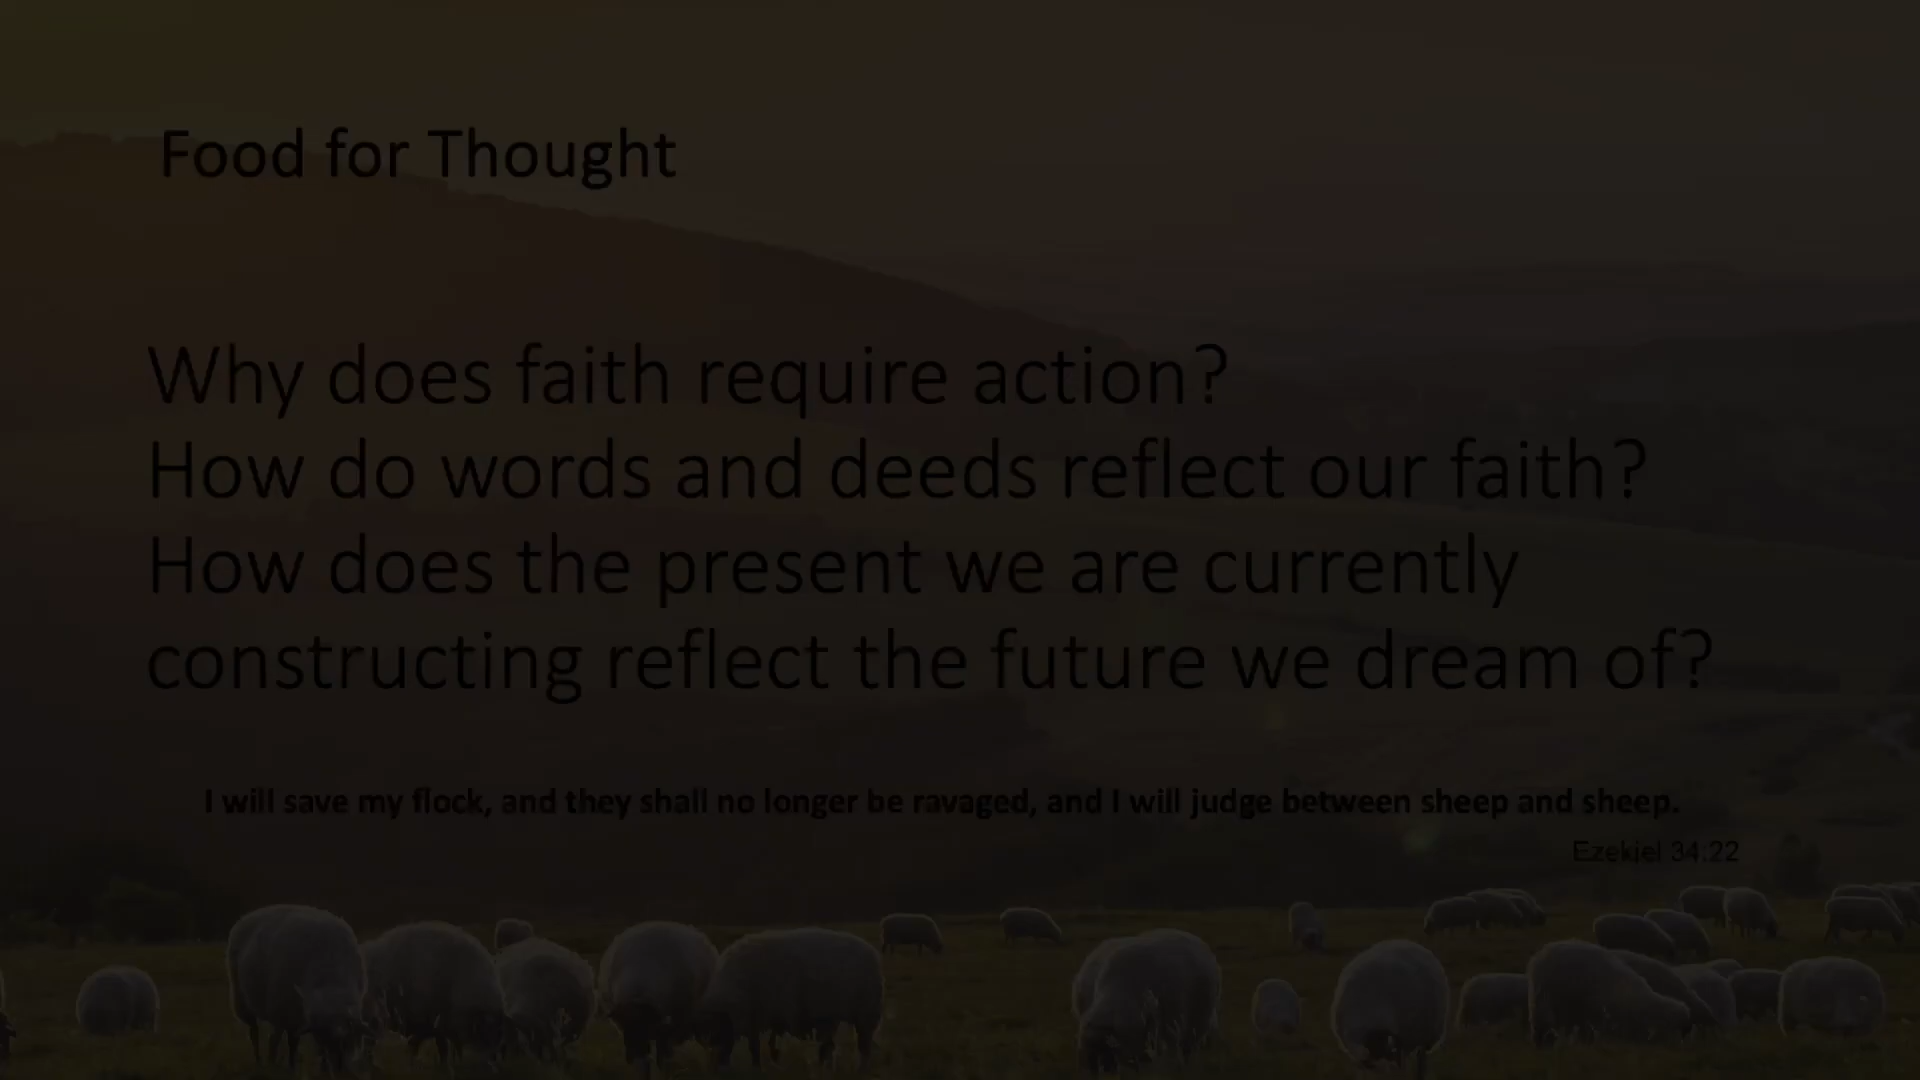 Food for Thought
Why does faith require action?
How do words and deeds reflect our faith?
How does the present we are currently
constructing reflect the future we dream of?
I will save my flock, and they shall no longer be ravaged, and I will judge between sheep and sheep.
Ezekiel 34:22